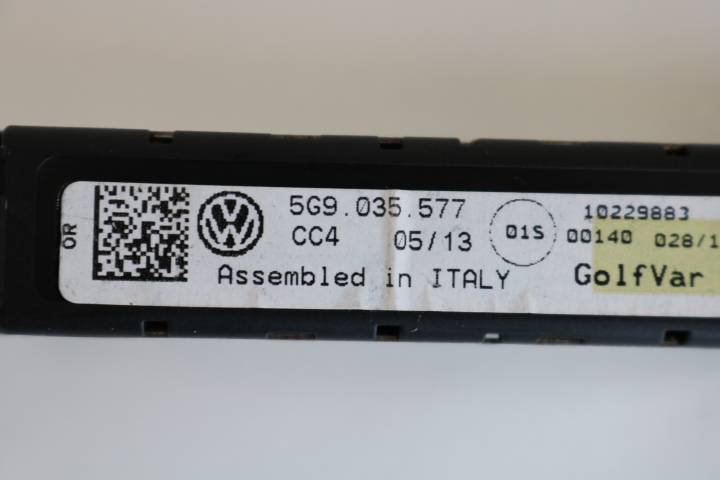 OR
5G9.035.577
CC4 05/13
Assembled in ITALY
01S
10229883
00140 028/1
GolfVar